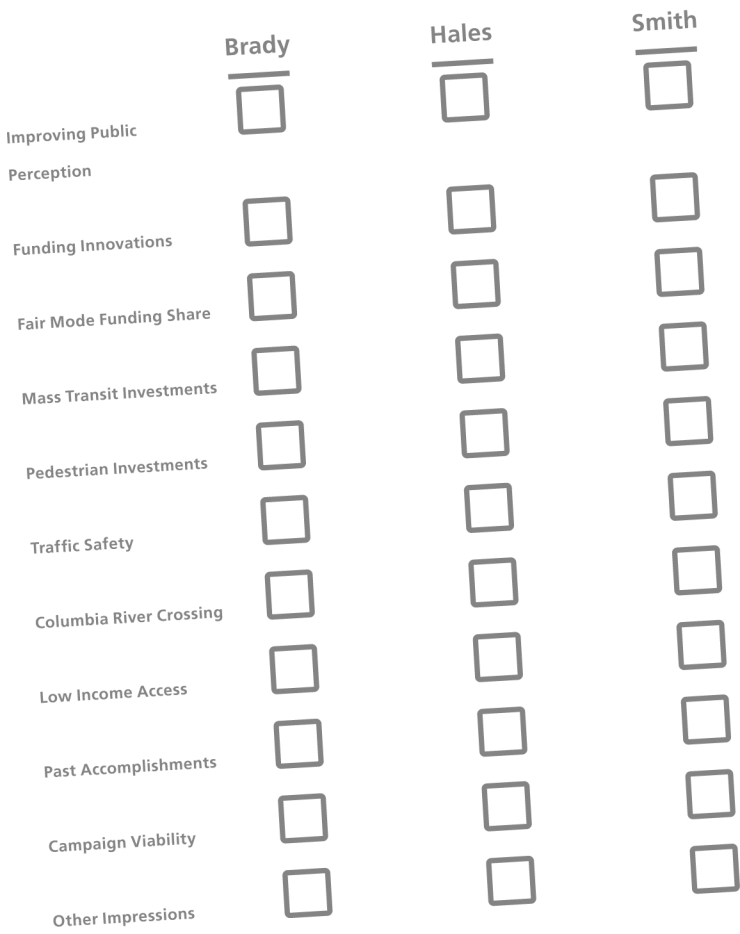 Brady Hales Smith
Improving Public
Perception
Funding Innovations
Fair Mode Funding Share
Mass Transit Investments
Pedestrian Investments
Traffic Safety
Columbia River Crossing
Low Income Access
Past Accomplishments
Campaign Viability
Other Impressions